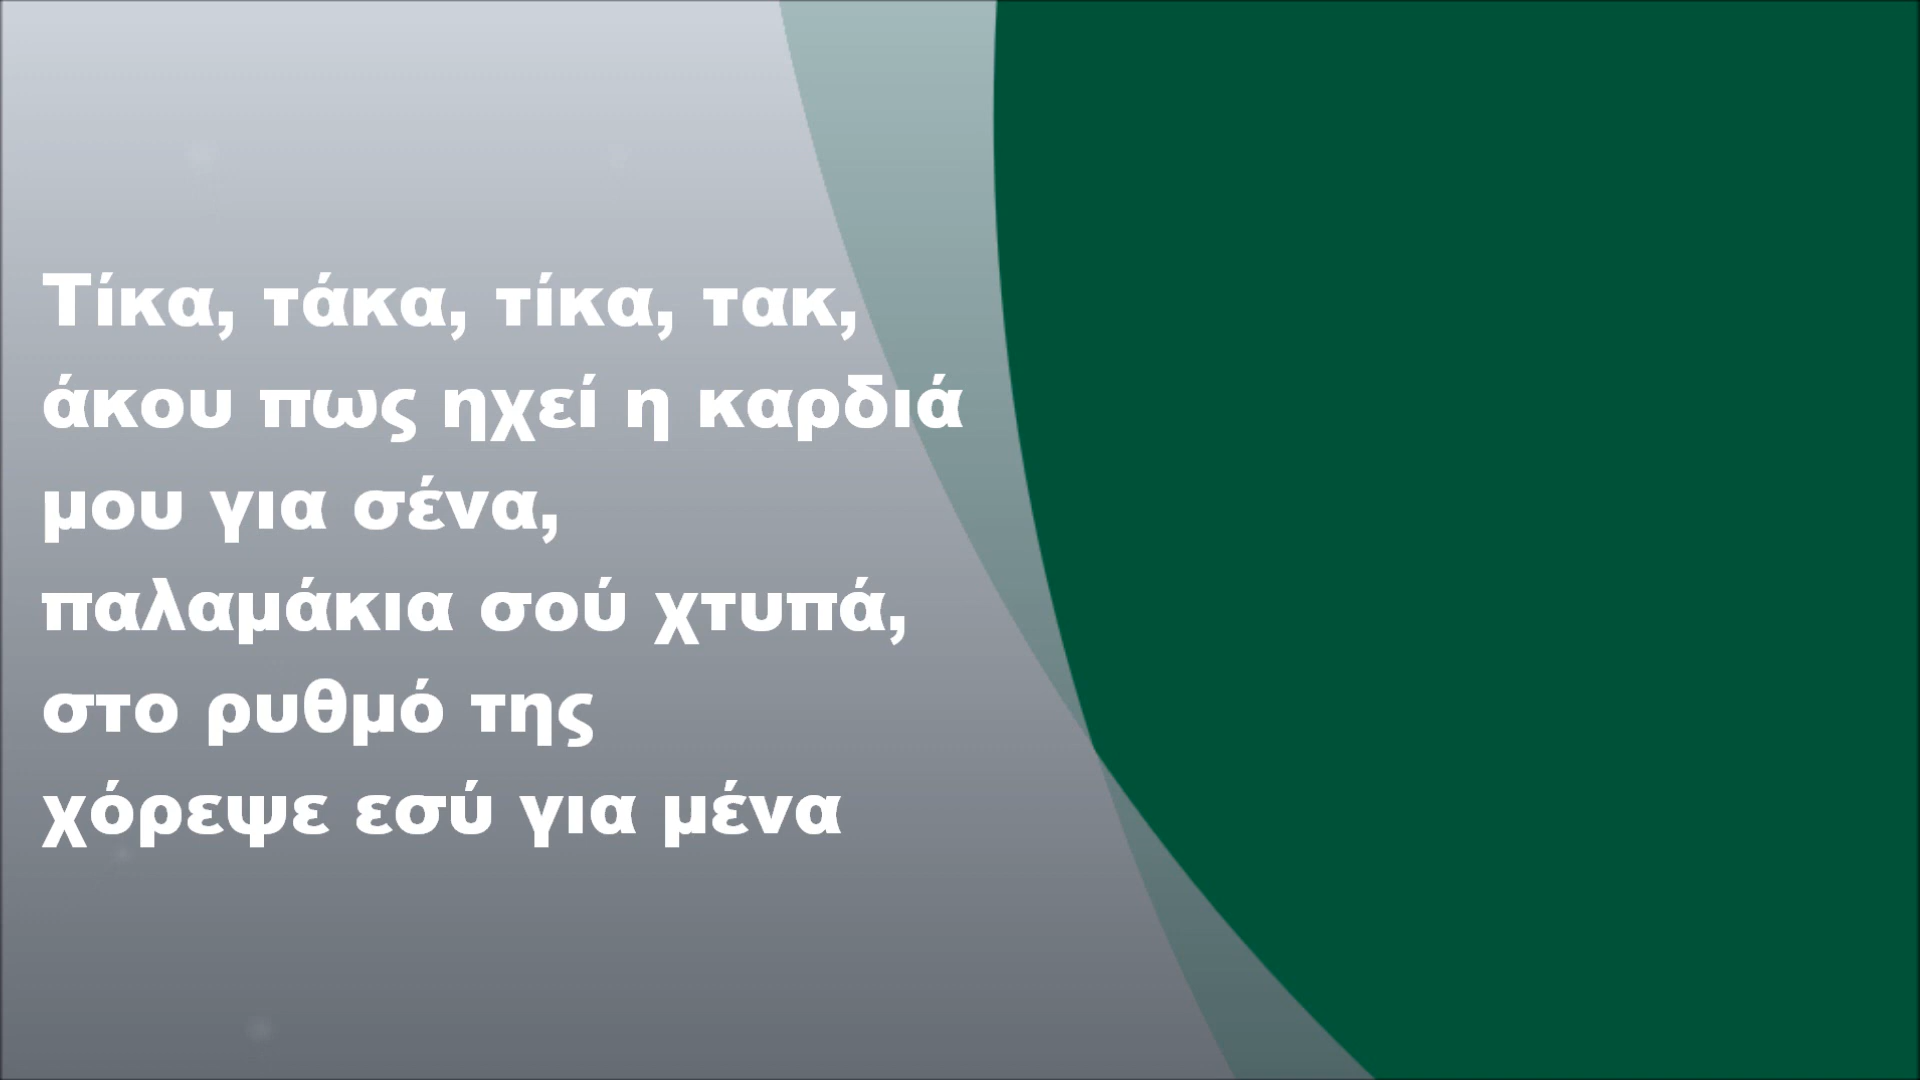 Τίκα, τάκα, τίκα, τακ,
άκου πως ηχεί η καρδιά
μου για σένα,
παλαμάκια σού χτυπά,
στο ρυθμό της
χόρεψε εσύ για μένα